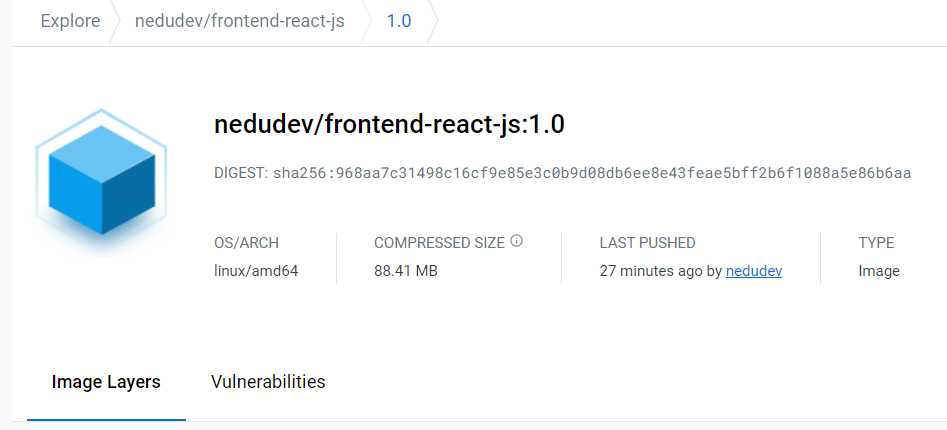 Explore nedudev/frontend-react-js 1.0
nedudev/frontend-react-js:1.0
DIGEST: sha256:968aa7c31498c16cf9e85e3c0b9d08db6ee8e43feae5bff2b6f1088a5e86b6aa
OS/ARCH COMPRESSED SIZE LAST PUSHED TYPE
linux/amd64 88.41 MB 27 minutes ago by nedudev Image
Image Layers Vulnerabilities